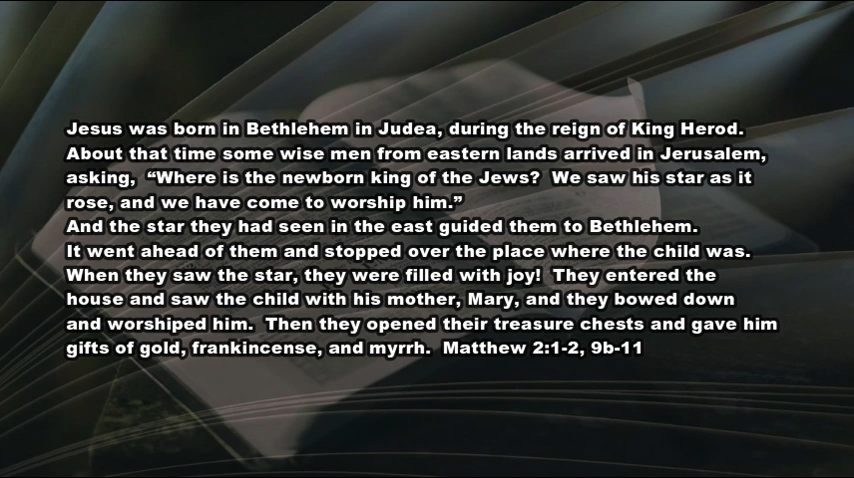 Jesus was born in Bethlehem in Judea, during the reign of King Herod.
About that time some wise men from eastern lands arrived in Jerusalem,
asking,  “Where is the newborn king of the Jews?  We saw his star as it
rose, and we have come to worship him.”
And the star they had seen in the east guided them to Bethlehem.
It went ahead of them and stopped over the place where the child was.
When they saw the star, they were filled with joy!  They entered the
house and saw the child with his mother, Mary, and they bowed down
and worshiped him.  Then they opened their treasure chests and gave him
gifts of gold, frankincense, and myrrh.  Matthew 2:1-2, 9b-11